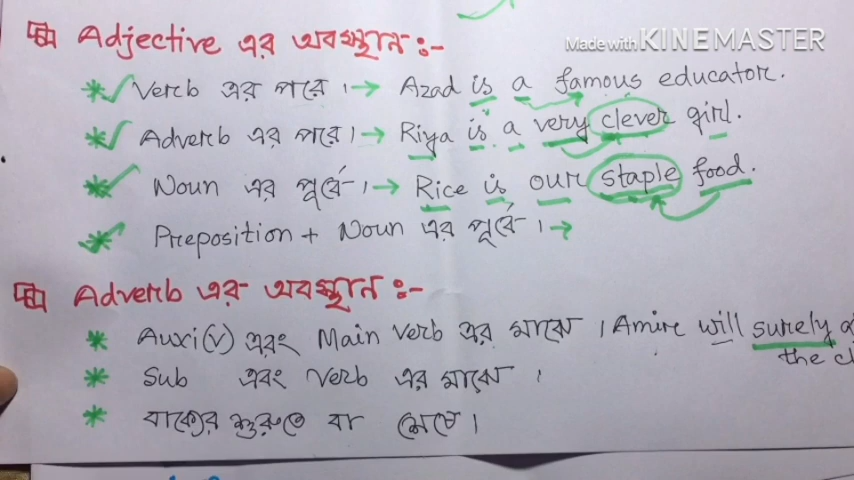 Made with KINEMASTER
Adjective এর অবস্থান:-
Verb এর পরে। → Azad is a famous educator.
Adverb এর পরে। → Riya is a very clever girl.
Noun এর পূর্বে। → Rice is our staple food.
Preposition + Noun এর পূর্বে। →
Adverb এর অবস্থান:-
Auxi(v) এবং Main Verb এর মাঝে। Amire will surely
the
Sub এবং Verb এর মাঝে।
বাক্যের শুরুতে বা শেষে।